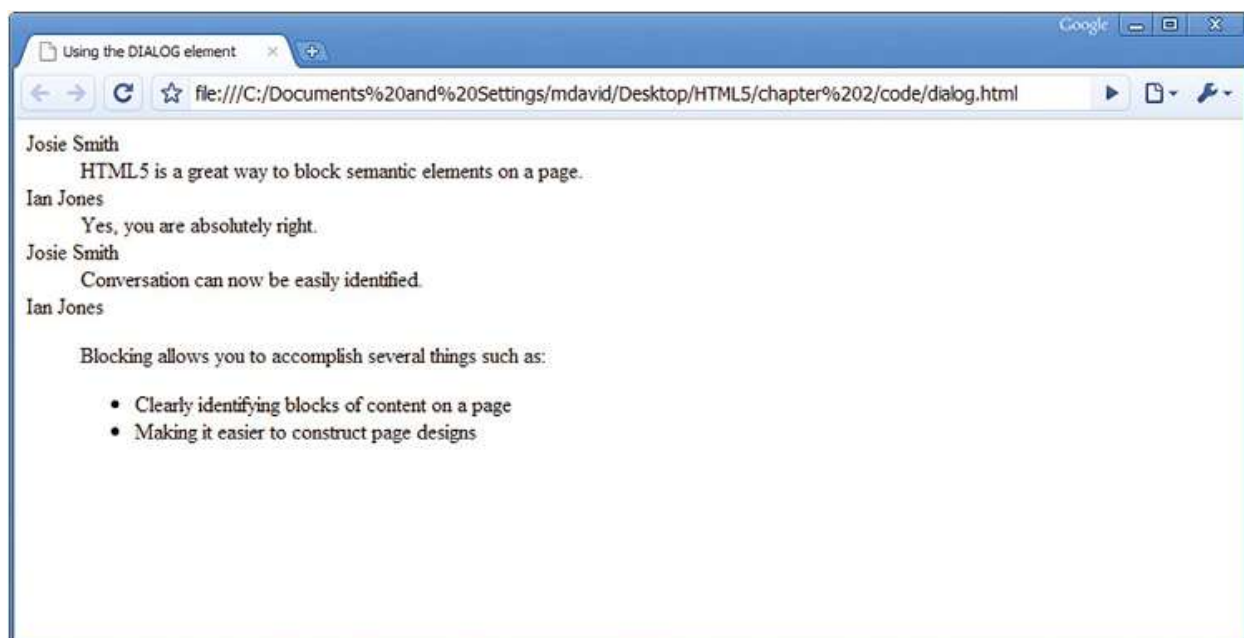 Google
Using the DIALOG element
file:///C:/Documents%20and%20Settings/mdavid/Desktop/HTML5/chapter%202/code/dialog.html
Josie Smith
HTML5 is a great way to block semantic elements on a page.
Ian Jones
Yes, you are absolutely right.
Josie Smith
Conversation can now be easily identified.
Ian Jones
Blocking allows you to accomplish several things such as:
• Clearly identifying blocks of content on a page
• Making it easier to construct page designs